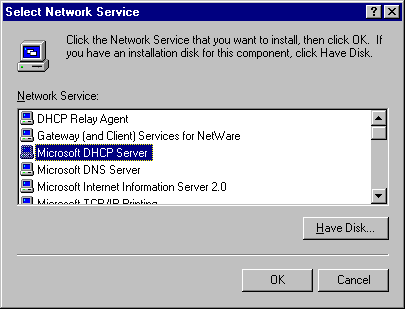 Select Network Service
Click the Network Service that you want to install, then click OK. If
you have an installation disk for this component, click Have Disk.
Network Service:
DHCP Relay Agent
Gateway (and Client) Services for NetWare
Microsoft DHCP Server
Microsoft DNS Server
Microsoft Internet Information Server 2.0
Microsoft TCP/IP Printing
Have Disk...
OK
Cancel